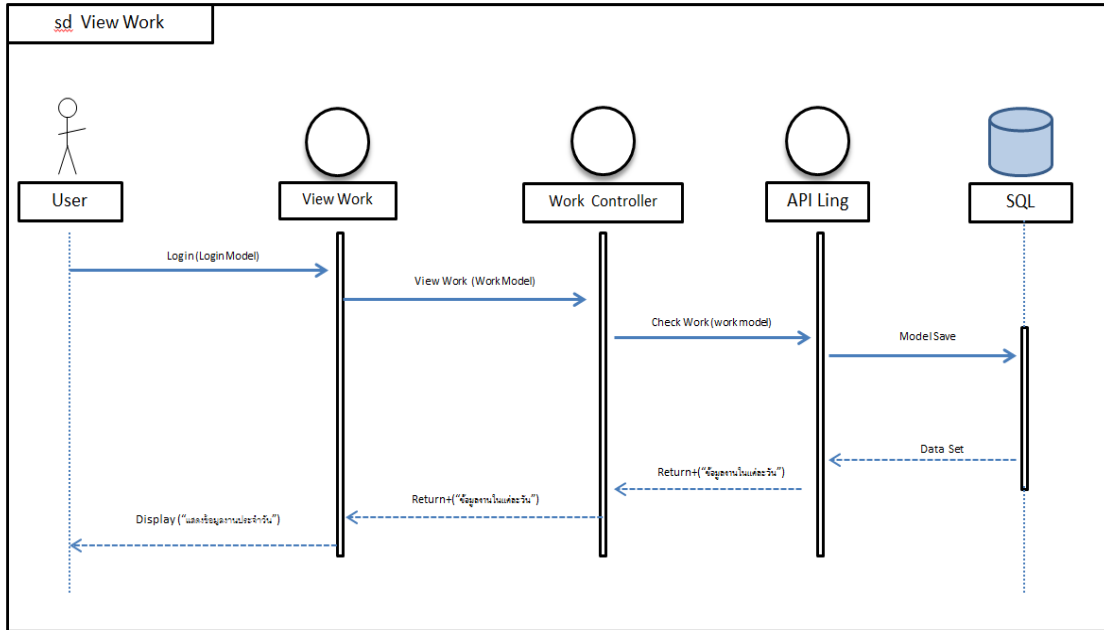 sd View Work
User
View Work
Work Controller
API Ling
SQL
Login (Login Model)
View Work (Work Model)
Check Work (work model)
Model Save
Data Set
Return+("ข้อมูลงานในแต่ละวัน")
Return+("ข้อมูลงานในแต่ละวัน")
Display ("แสดงข้อมูลงานประจำวัน")